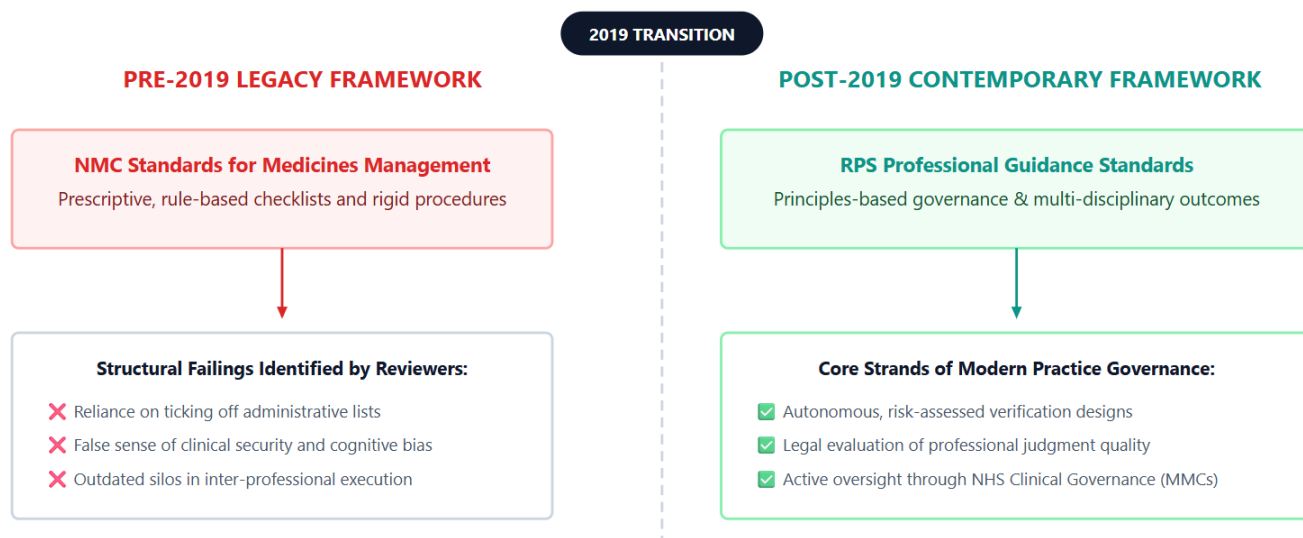 2019 TRANSITION
PRE-2019 LEGACY FRAMEWORK
NMC Standards for Medicines Management
Prescriptive, rule-based checklists and rigid procedures
Structural Failings Identified by Reviewers:
❌ Reliance on ticking off administrative lists
❌ False sense of clinical security and cognitive bias
❌ Outdated silos in inter-professional execution
POST-2019 CONTEMPORARY FRAMEWORK
RPS Professional Guidance Standards
Principles-based governance & multi-disciplinary outcomes
Core Strands of Modern Practice Governance:
✅ Autonomous, risk-assessed verification designs
✅ Legal evaluation of professional judgment quality
✅ Active oversight through NHS Clinical Governance (MMCs)